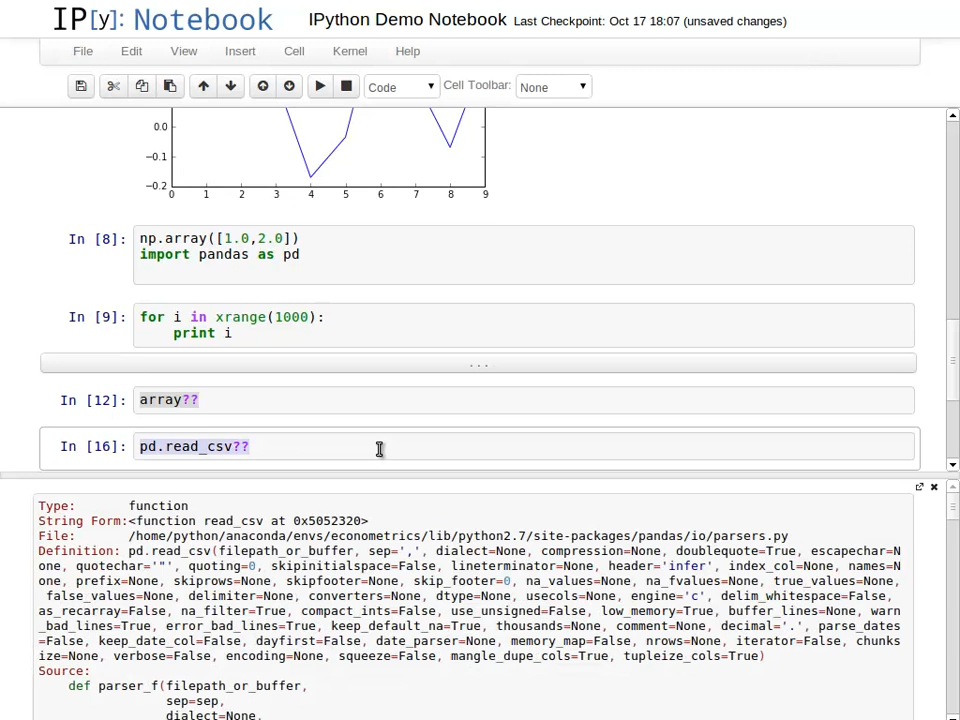 IP[y]: Notebook IPython Demo Notebook Last Checkpoint: Oct 17 18:07 (unsaved changes)
File Edit View Insert Cell Kernel Help
Code Cell Toolbar: None
0.0
−0.1
−0.2
0 1 2 3 4 5 6 7 8 9
In [8]: np.array([1.0,2.0])
import pandas as pd
In [9]: for i in xrange(1000):
print i
...
In [12]: array??
In [16]: pd.read_csv??
Type: function
String Form:<function read_csv at 0x5052320>
File: /home/python/anaconda/envs/econometrics/lib/python2.7/site-packages/pandas/io/parsers.py
Definition: pd.read_csv(filepath_or_buffer, sep=',', dialect=None, compression=None, doublequote=True, escapechar=N
one, quotechar='"', quoting=0, skipinitialspace=False, lineterminator=None, header='infer', index_col=None, names=N
one, prefix=None, skiprows=None, skipfooter=None, skip_footer=0, na_values=None, na_fvalues=None, true_values=None,
false_values=None, delimiter=None, converters=None, dtype=None, usecols=None, engine='c', delim_whitespace=False,
as_recarray=False, na_filter=True, compact_ints=False, use_unsigned=False, low_memory=True, buffer_lines=None, warn
_bad_lines=True, error_bad_lines=True, keep_default_na=True, thousands=None, comment=None, decimal='.', parse_dates
=False, keep_date_col=False, dayfirst=False, date_parser=None, memory_map=False, nrows=None, iterator=False, chunks
ize=None, verbose=False, encoding=None, squeeze=False, mangle_dupe_cols=True, tupleize_cols=True)
Source:
def parser_f(filepath_or_buffer,
sep=sep,
dialect=None,